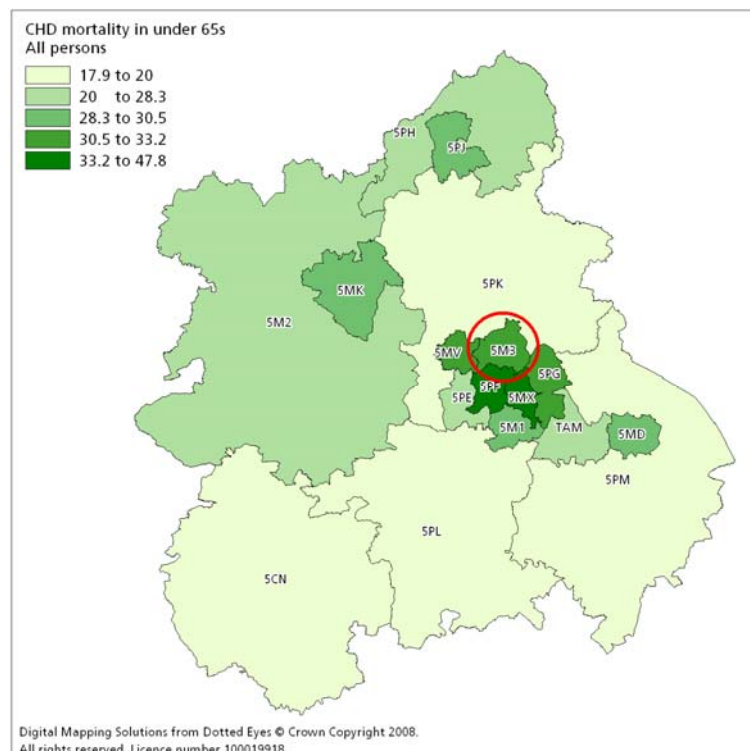 CHD mortality in under 65s
All persons
17.9 to 20
20 to 28.3
28.3 to 30.5
30.5 to 33.2
33.2 to 47.8
5PH
5PJ
5PK
5MK
5M2
5M3
5MV
5PG
5PF
5PE
5MX
5M1
TAM
5MD
5PM
5PL
5CN
Digital Mapping Solutions from Dotted Eyes © Crown Copyright 2008.
All rights reserved. Licence number 100019918